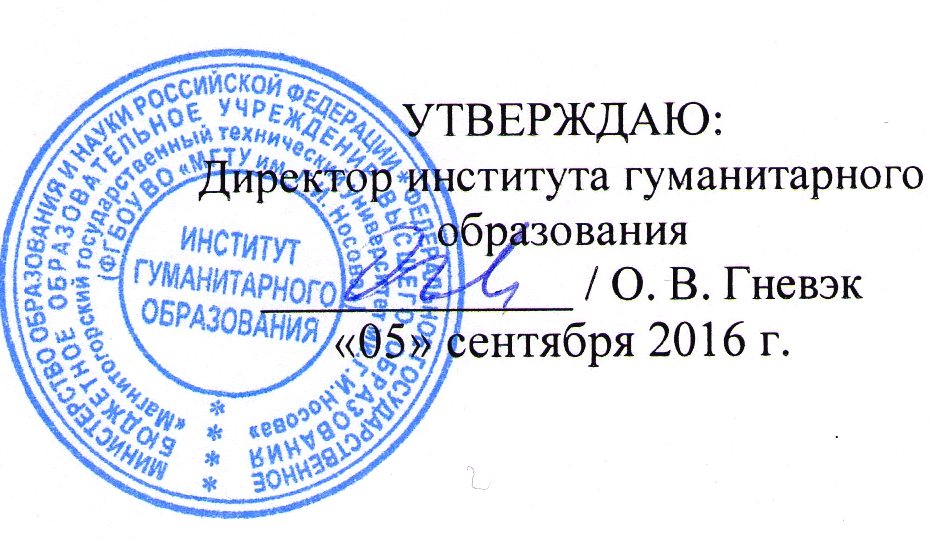 УТВЕРЖДАЮ:
Директор института гуманитарного
образования
/ О. В. Гневэк
«05» сентября 2016 г.
МИНИСТЕРСТВО ОБРАЗОВАНИЯ И НАУКИ РОССИЙСКОЙ ФЕДЕРАЦИИ * ФЕДЕРАЛЬНОЕ ГОСУДАРСТВЕННОЕ
БЮДЖЕТНОЕ ОБРАЗОВАТЕЛЬНОЕ УЧРЕЖДЕНИЕ ВЫСШЕГО ОБРАЗОВАНИЯ
«Магнитогорский государственный технический университет им. Г.И. Носова»
(ФГБОУ ВО «МГТУ им. Г.И. Носова»)
ИНСТИТУТ
ГУМАНИТАРНОГО
ОБРАЗОВАНИЯ